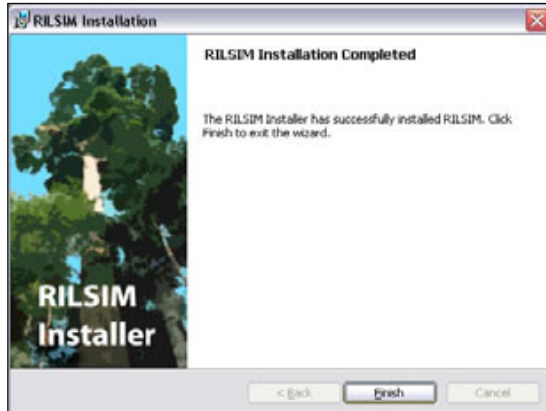 RILSIM Installation
RILSIM Installation Completed
The RILSIM Installer has successfully installed RILSIM. Click
Finish to exit the wizard.
RILSIM
Installer
< Back
Finish
Cancel